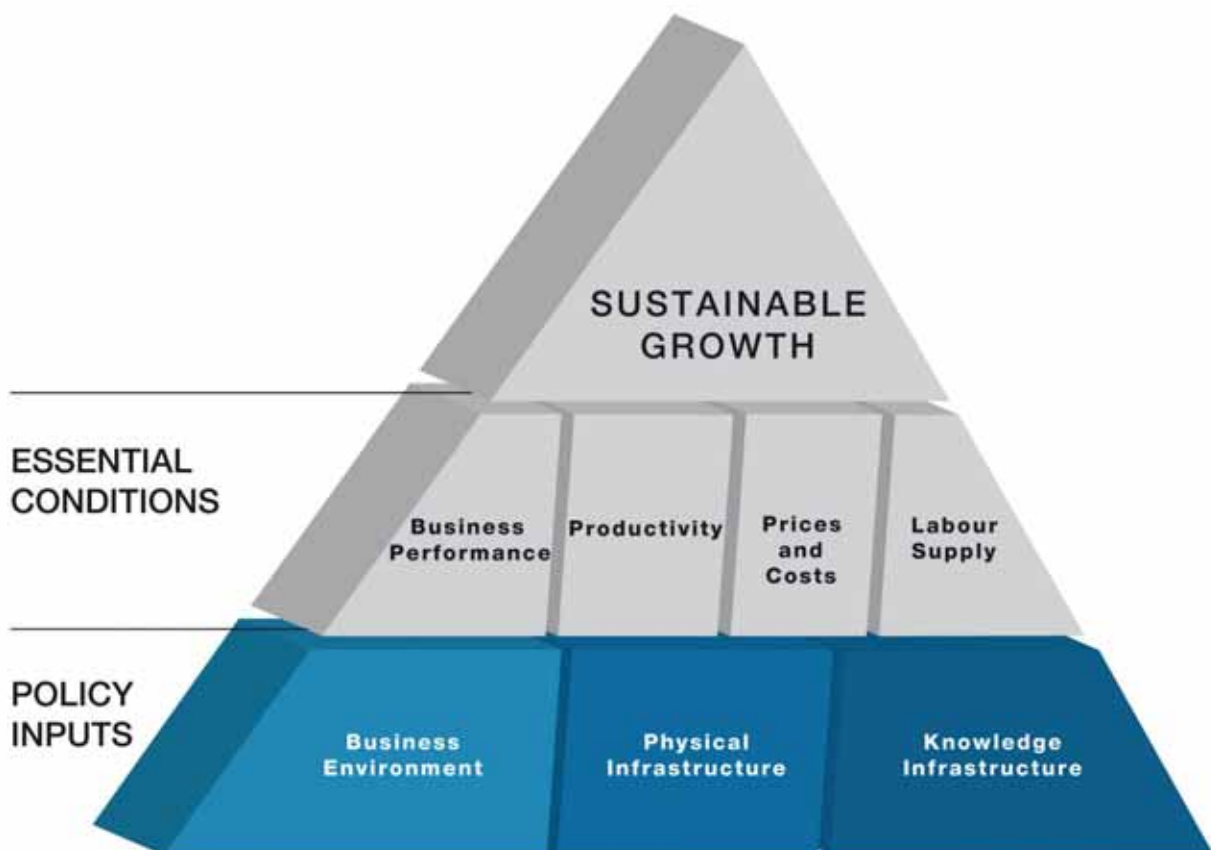 SUSTAINABLE
GROWTH
ESSENTIAL
CONDITIONS
Business
Performance
Productivity
Prices
and
Costs
Labour
Supply
POLICY
INPUTS
Business
Environment
Physical
Infrastructure
Knowledge
Infrastructure